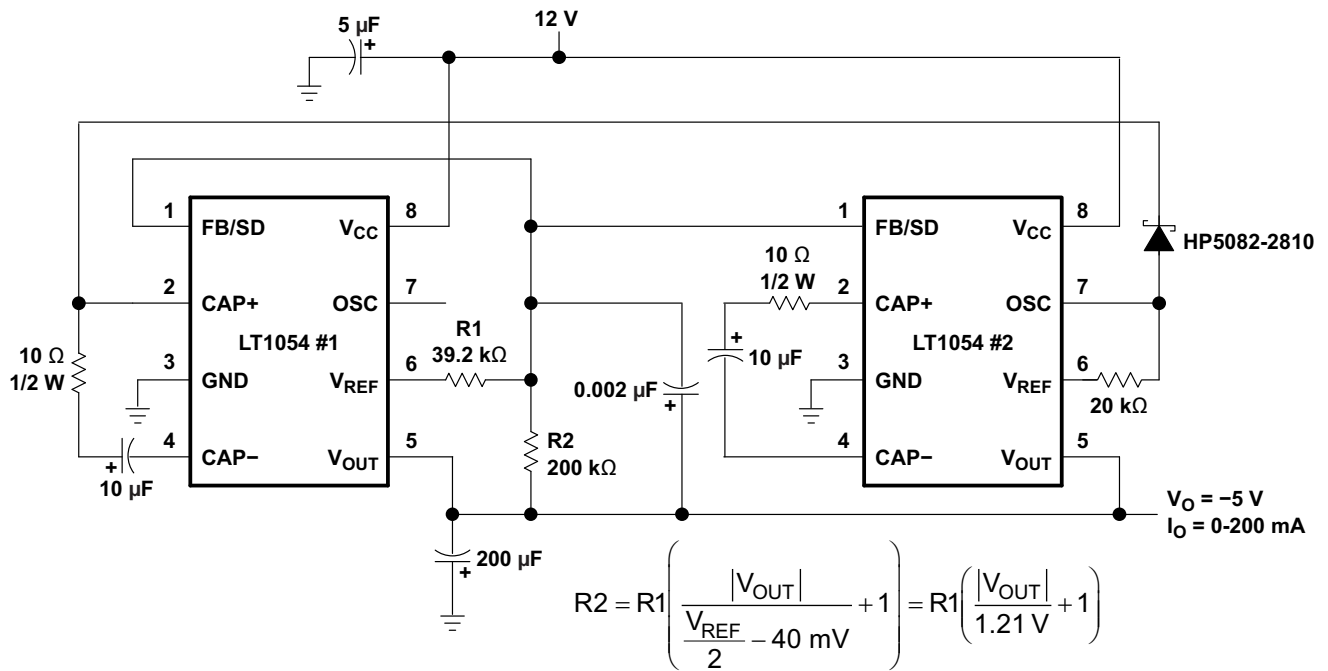 5 µF
+
12 V
1
FB/SD
VCC
8
2
CAP+
OSC
7
LT1054 #1
3
GND
VREF
6
4
CAP−
VOUT
5
10 Ω
1/2 W
+
10 µF
R1
39.2 kΩ
R2
200 kΩ
0.002 µF
+
200 µF
+
10 Ω
1/2 W
+
10 µF
1
FB/SD
VCC
8
2
CAP+
OSC
7
LT1054 #2
3
GND
VREF
6
4
CAP-
VOUT
5
HP5082-2810
20 kΩ
VO = −5 V
IO = 0-200 mA
R2 = R1(|VOUT| / (VREF/2 − 40 mV) + 1) = R1(|VOUT| / 1.21 V + 1)